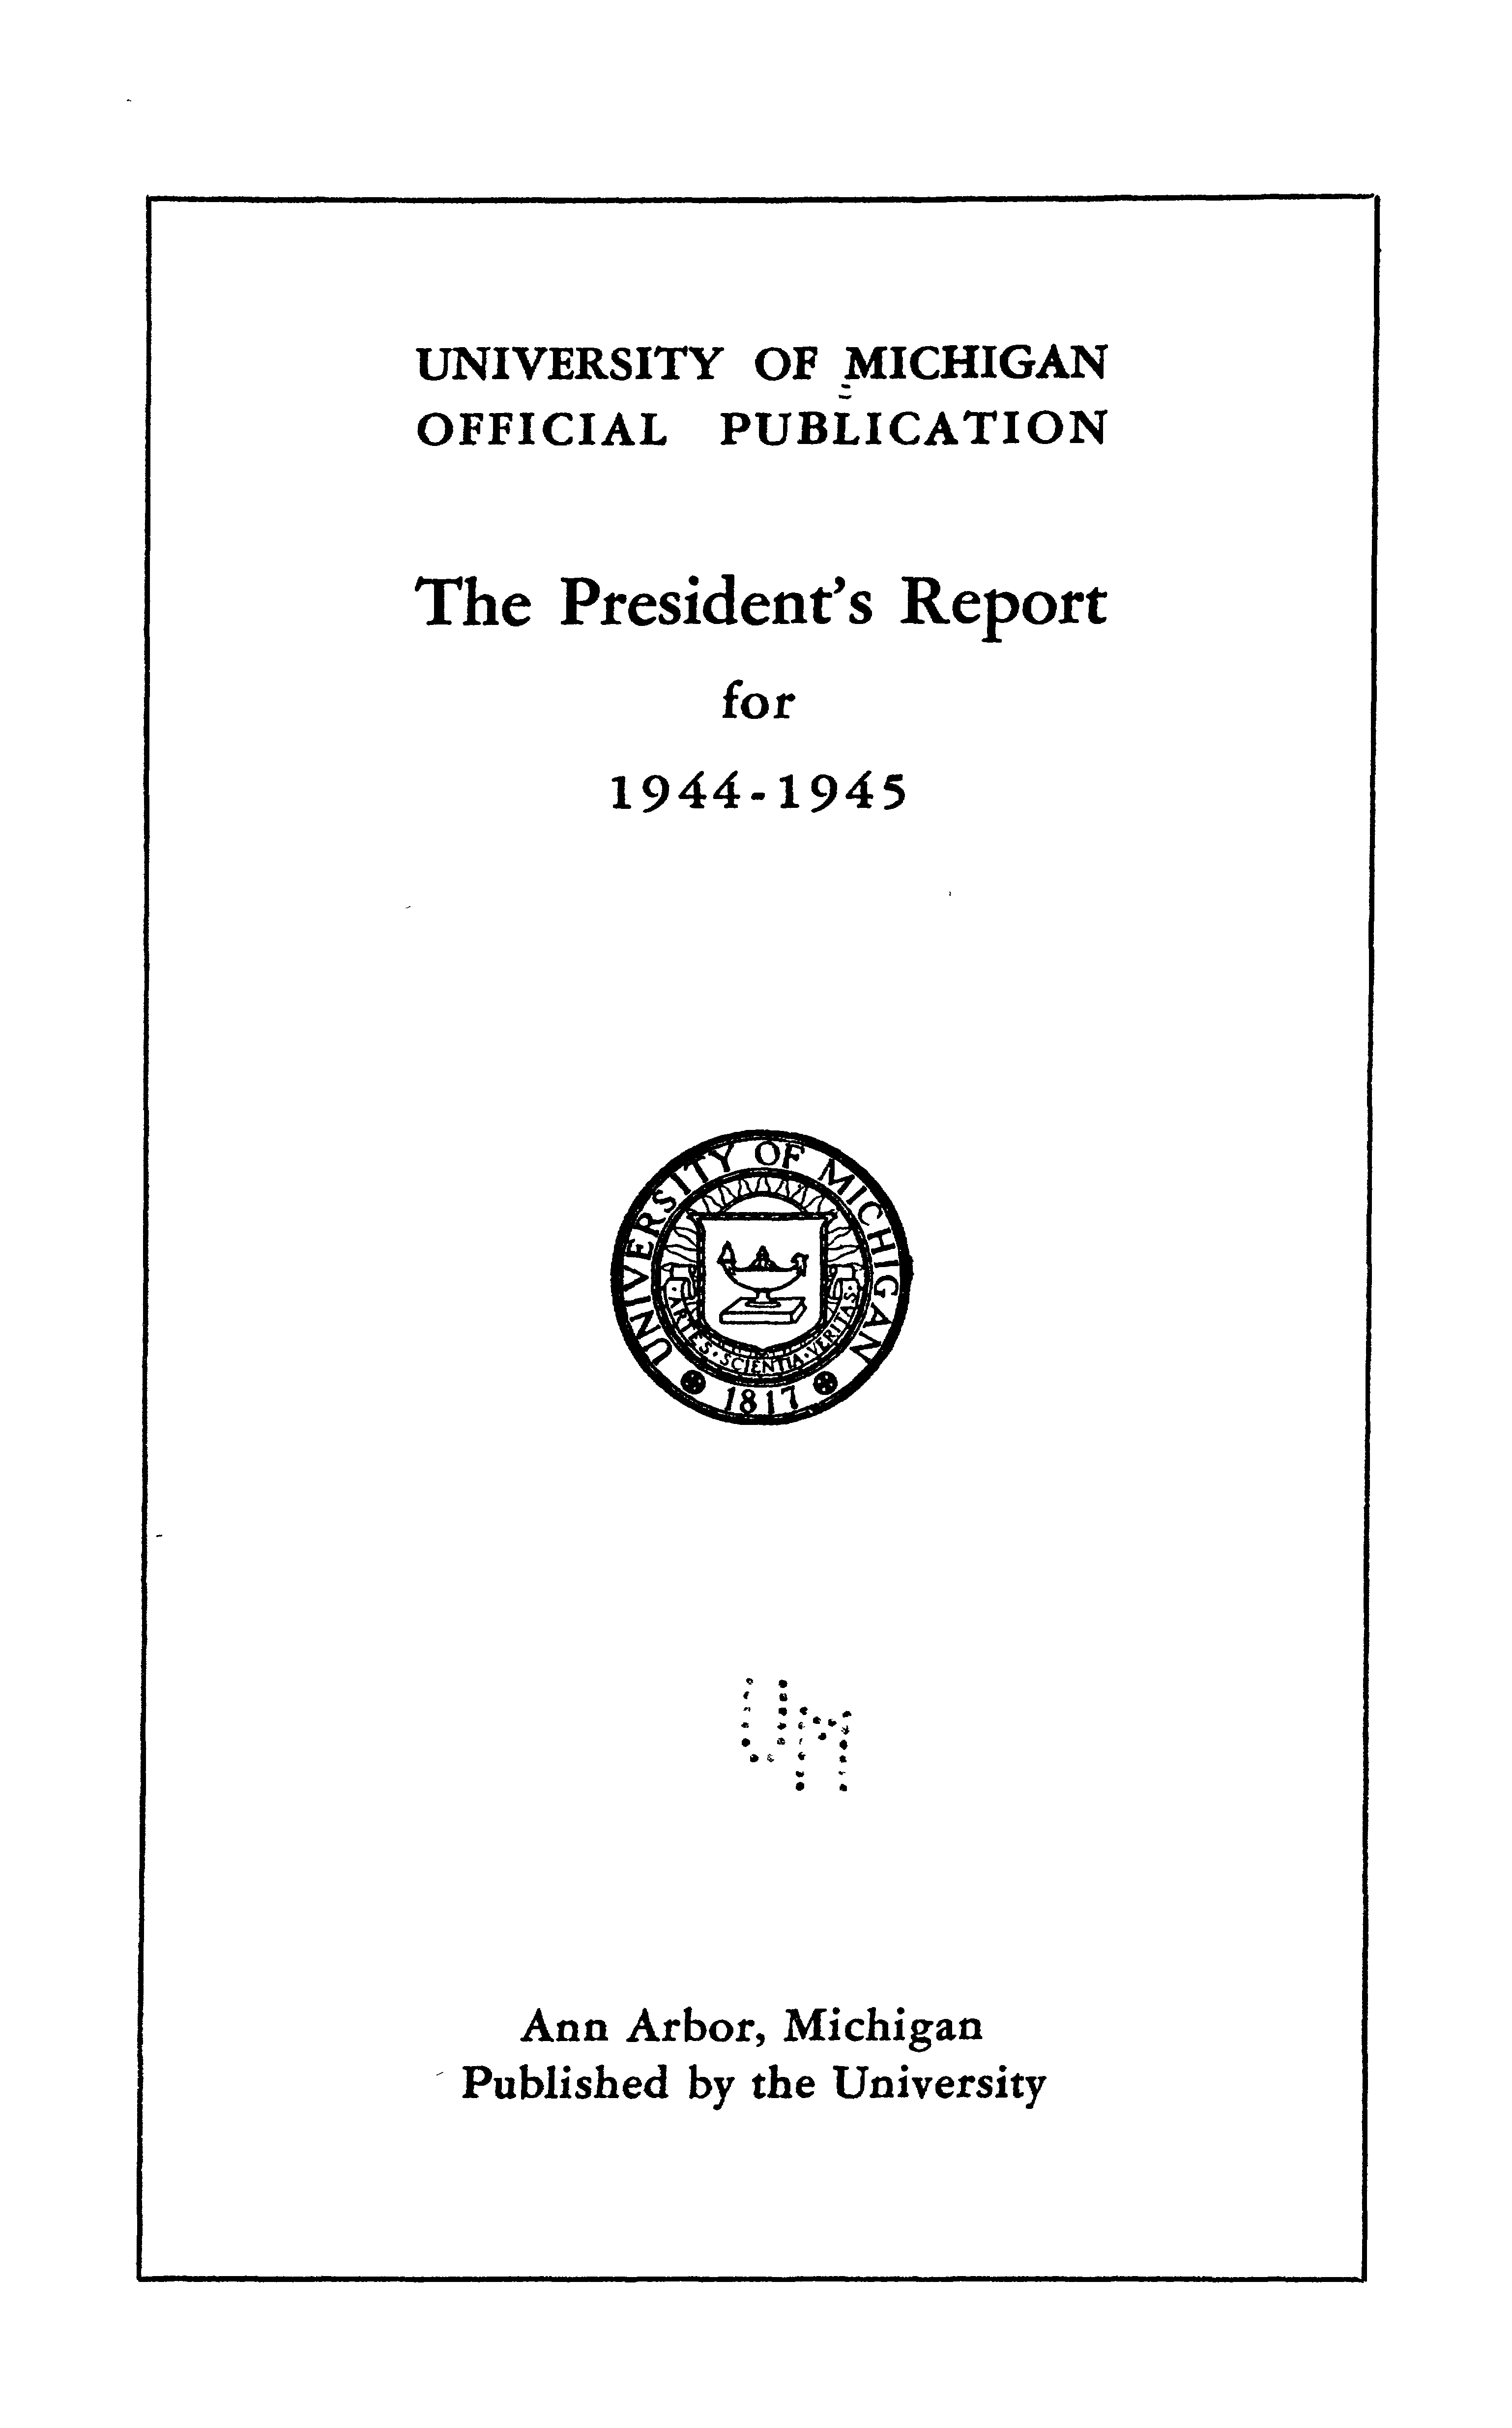 UNIVERSITY OF MICHIGAN
OFFICIAL PUBLICATION
The President's Report
for
1944-1945
UNIVERSITY OF MICHIGAN
ARTES · SCIENTIA · VERITAS
1817
UM
Ann Arbor, Michigan
Published by the University